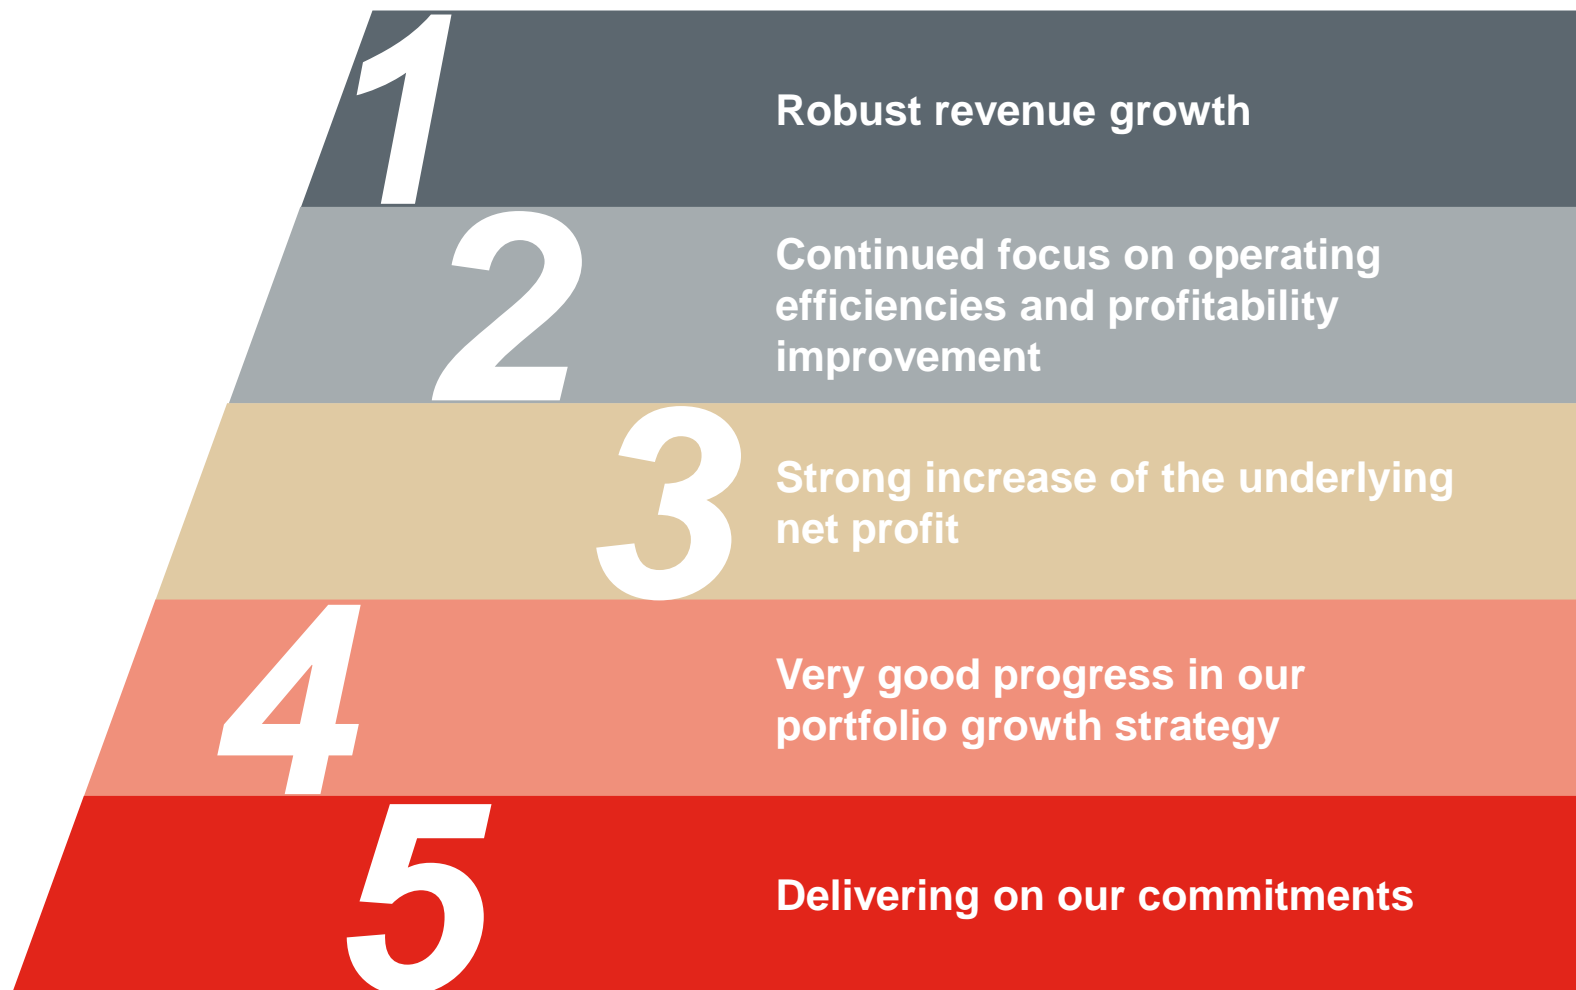 1
Robust revenue growth
2
Continued focus on operating
efficiencies and profitability
improvement
3
Strong increase of the underlying
net profit
4
Very good progress in our
portfolio growth strategy
5
Delivering on our commitments